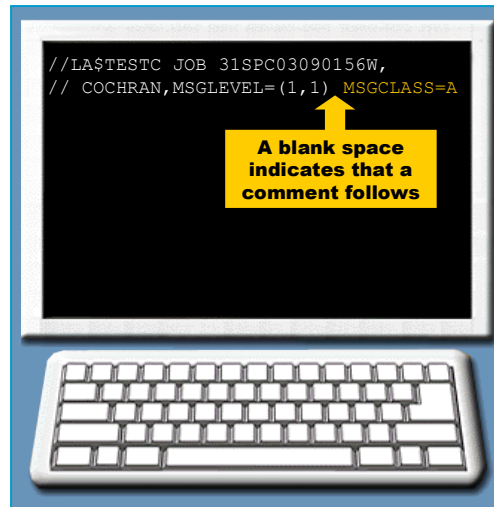 //LA$TESTC JOB 31SPC03090156W,
// COCHRAN,MSGLEVEL=(1,1) MSGCLASS=A
A blank space
indicates that a
comment follows